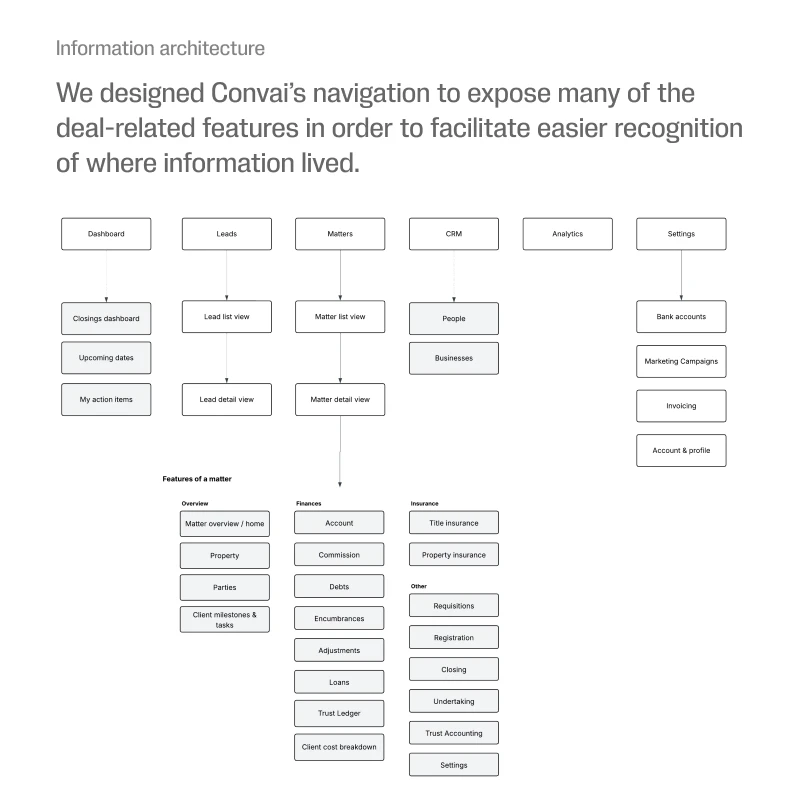 Information architecture
We designed Convai’s navigation to expose many of the
deal-related features in order to facilitate easier recognition
of where information lived.
Dashboard
Leads
Matters
CRM
Analytics
Settings
Closings dashboard
Lead list view
Matter list view
People
Bank accounts
Upcoming dates
Businesses
Marketing Campaigns
My action items
Lead detail view
Matter detail view
Invoicing
Account & profile
Features of a matter
Overview
Matter overview / home
Property
Parties
Client milestones &
tasks
Finances
Account
Commission
Debts
Encumbrances
Adjustments
Loans
Trust Ledger
Client cost breakdown
Insurance
Title insurance
Property insurance
Other
Requisitions
Registration
Closing
Undertaking
Trust Accounting
Settings